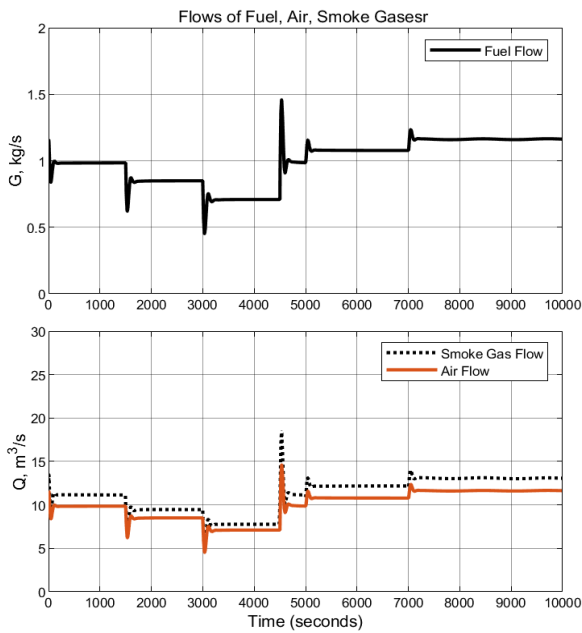 Flows of Fuel, Air, Smoke Gasesr
Fuel Flow
G, kg/s
2
1.5
1
0.5
0
0 1000 2000 3000 4000 5000 6000 7000 8000 9000 10000
Smoke Gas Flow
Air Flow
Q, m³/s
30
25
20
15
10
5
0
0 1000 2000 3000 4000 5000 6000 7000 8000 9000 10000
Time (seconds)